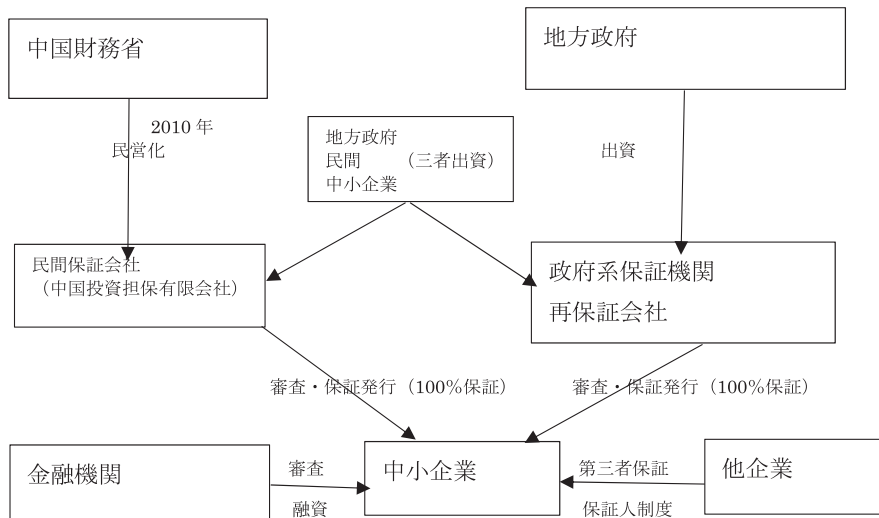 中国財務省
地方政府
2010 年
民営化
地方政府
民間　　（三者出資）
中小企業
出資
民間保証会社
（中国投資担保有限会社）
政府系保証機関
再保証会社
審査・保証発行（100%保証）
審査・保証発行（100%保証）
金融機関
審査
融資
中小企業
第三者保証
保証人制度
他企業